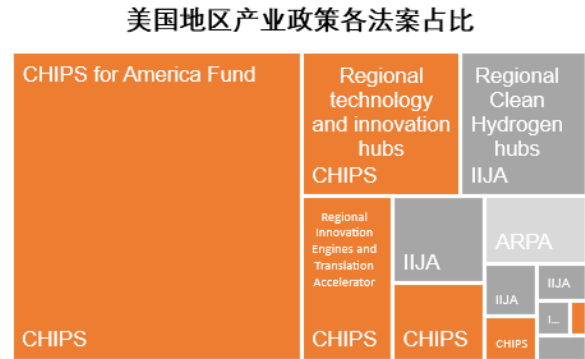 美国地区产业政策各法案占比
CHIPS for America Fund
CHIPS
Regional
technology
and innovation
hubs
CHIPS
Regional
Clean
Hydrogen
hubs
IIJA
Regional
Innovation
Engines and
Translation
Accelerator
CHIPS
IIJA
CHIPS
ARPA
IIJA
CHIPS
IIJA
I...